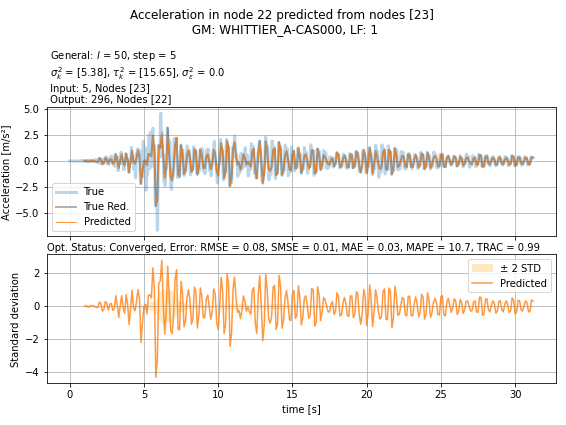 Acceleration in node 22 predicted from nodes [23]
GM: WHITTIER_A-CAS000, LF: 1
General: l = 50, step = 5
σ²ₖ = [5.38], τ²ₖ = [15.65], σ²ε = 0.0
Input: 5, Nodes [23]
Output: 296, Nodes [22]
Acceleration [m/s²]
5.0
2.5
0.0
−2.5
−5.0
True
True Red.
Predicted
Opt. Status: Converged, Error: RMSE = 0.08, SMSE = 0.01, MAE = 0.03, MAPE = 10.7, TRAC = 0.99
Standard deviation
2
0
−2
−4
± 2 STD
Predicted
0 5 10 15 20 25 30
time [s]